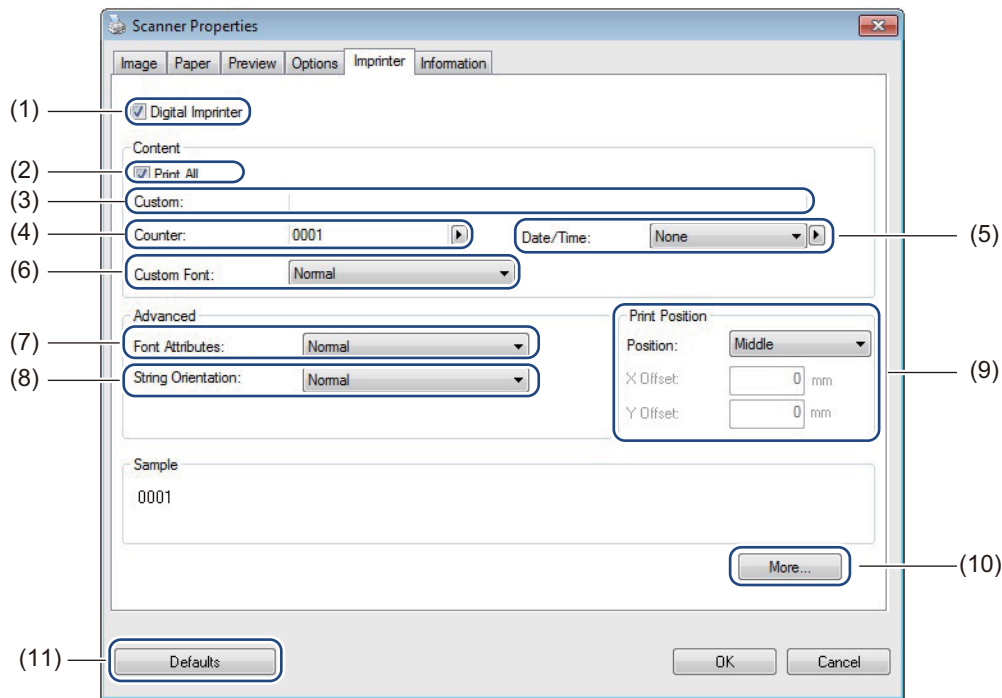 Scanner Properties
Image Paper Preview Options Imprinter Information
(1) Digital Imprinter
Content
(2) Print All
(3) Custom:
(4) Counter: 0001 Date/Time: None (5)
(6) Custom Font: Normal
Advanced Print Position
(7) Font Attributes: Normal Position: Middle
(8) String Orientation: Normal X Offset: 0 mm (9)
Y Offset: 0 mm
Sample
0001
More... (10)
(11) Defaults OK Cancel